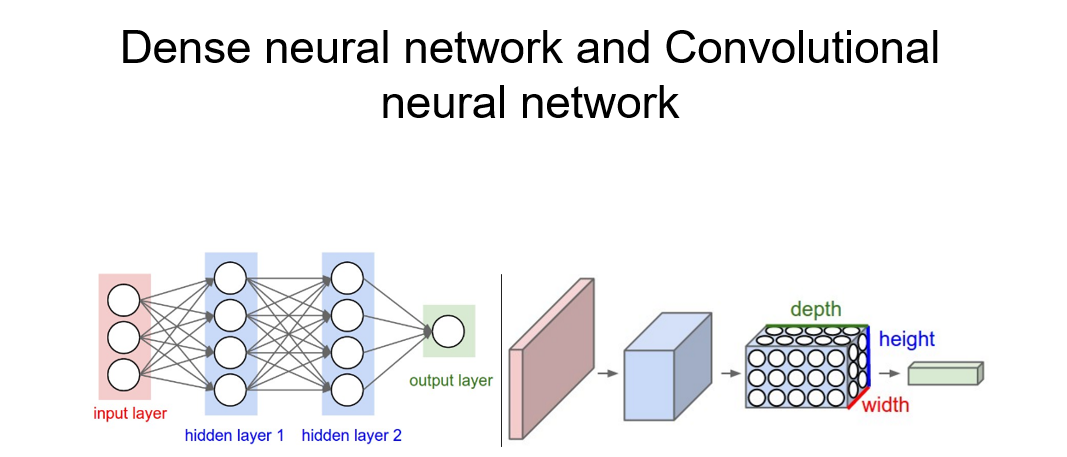 Dense neural network and Convolutional
neural network
input layer
hidden layer 1
hidden layer 2
output layer
depth
height
width